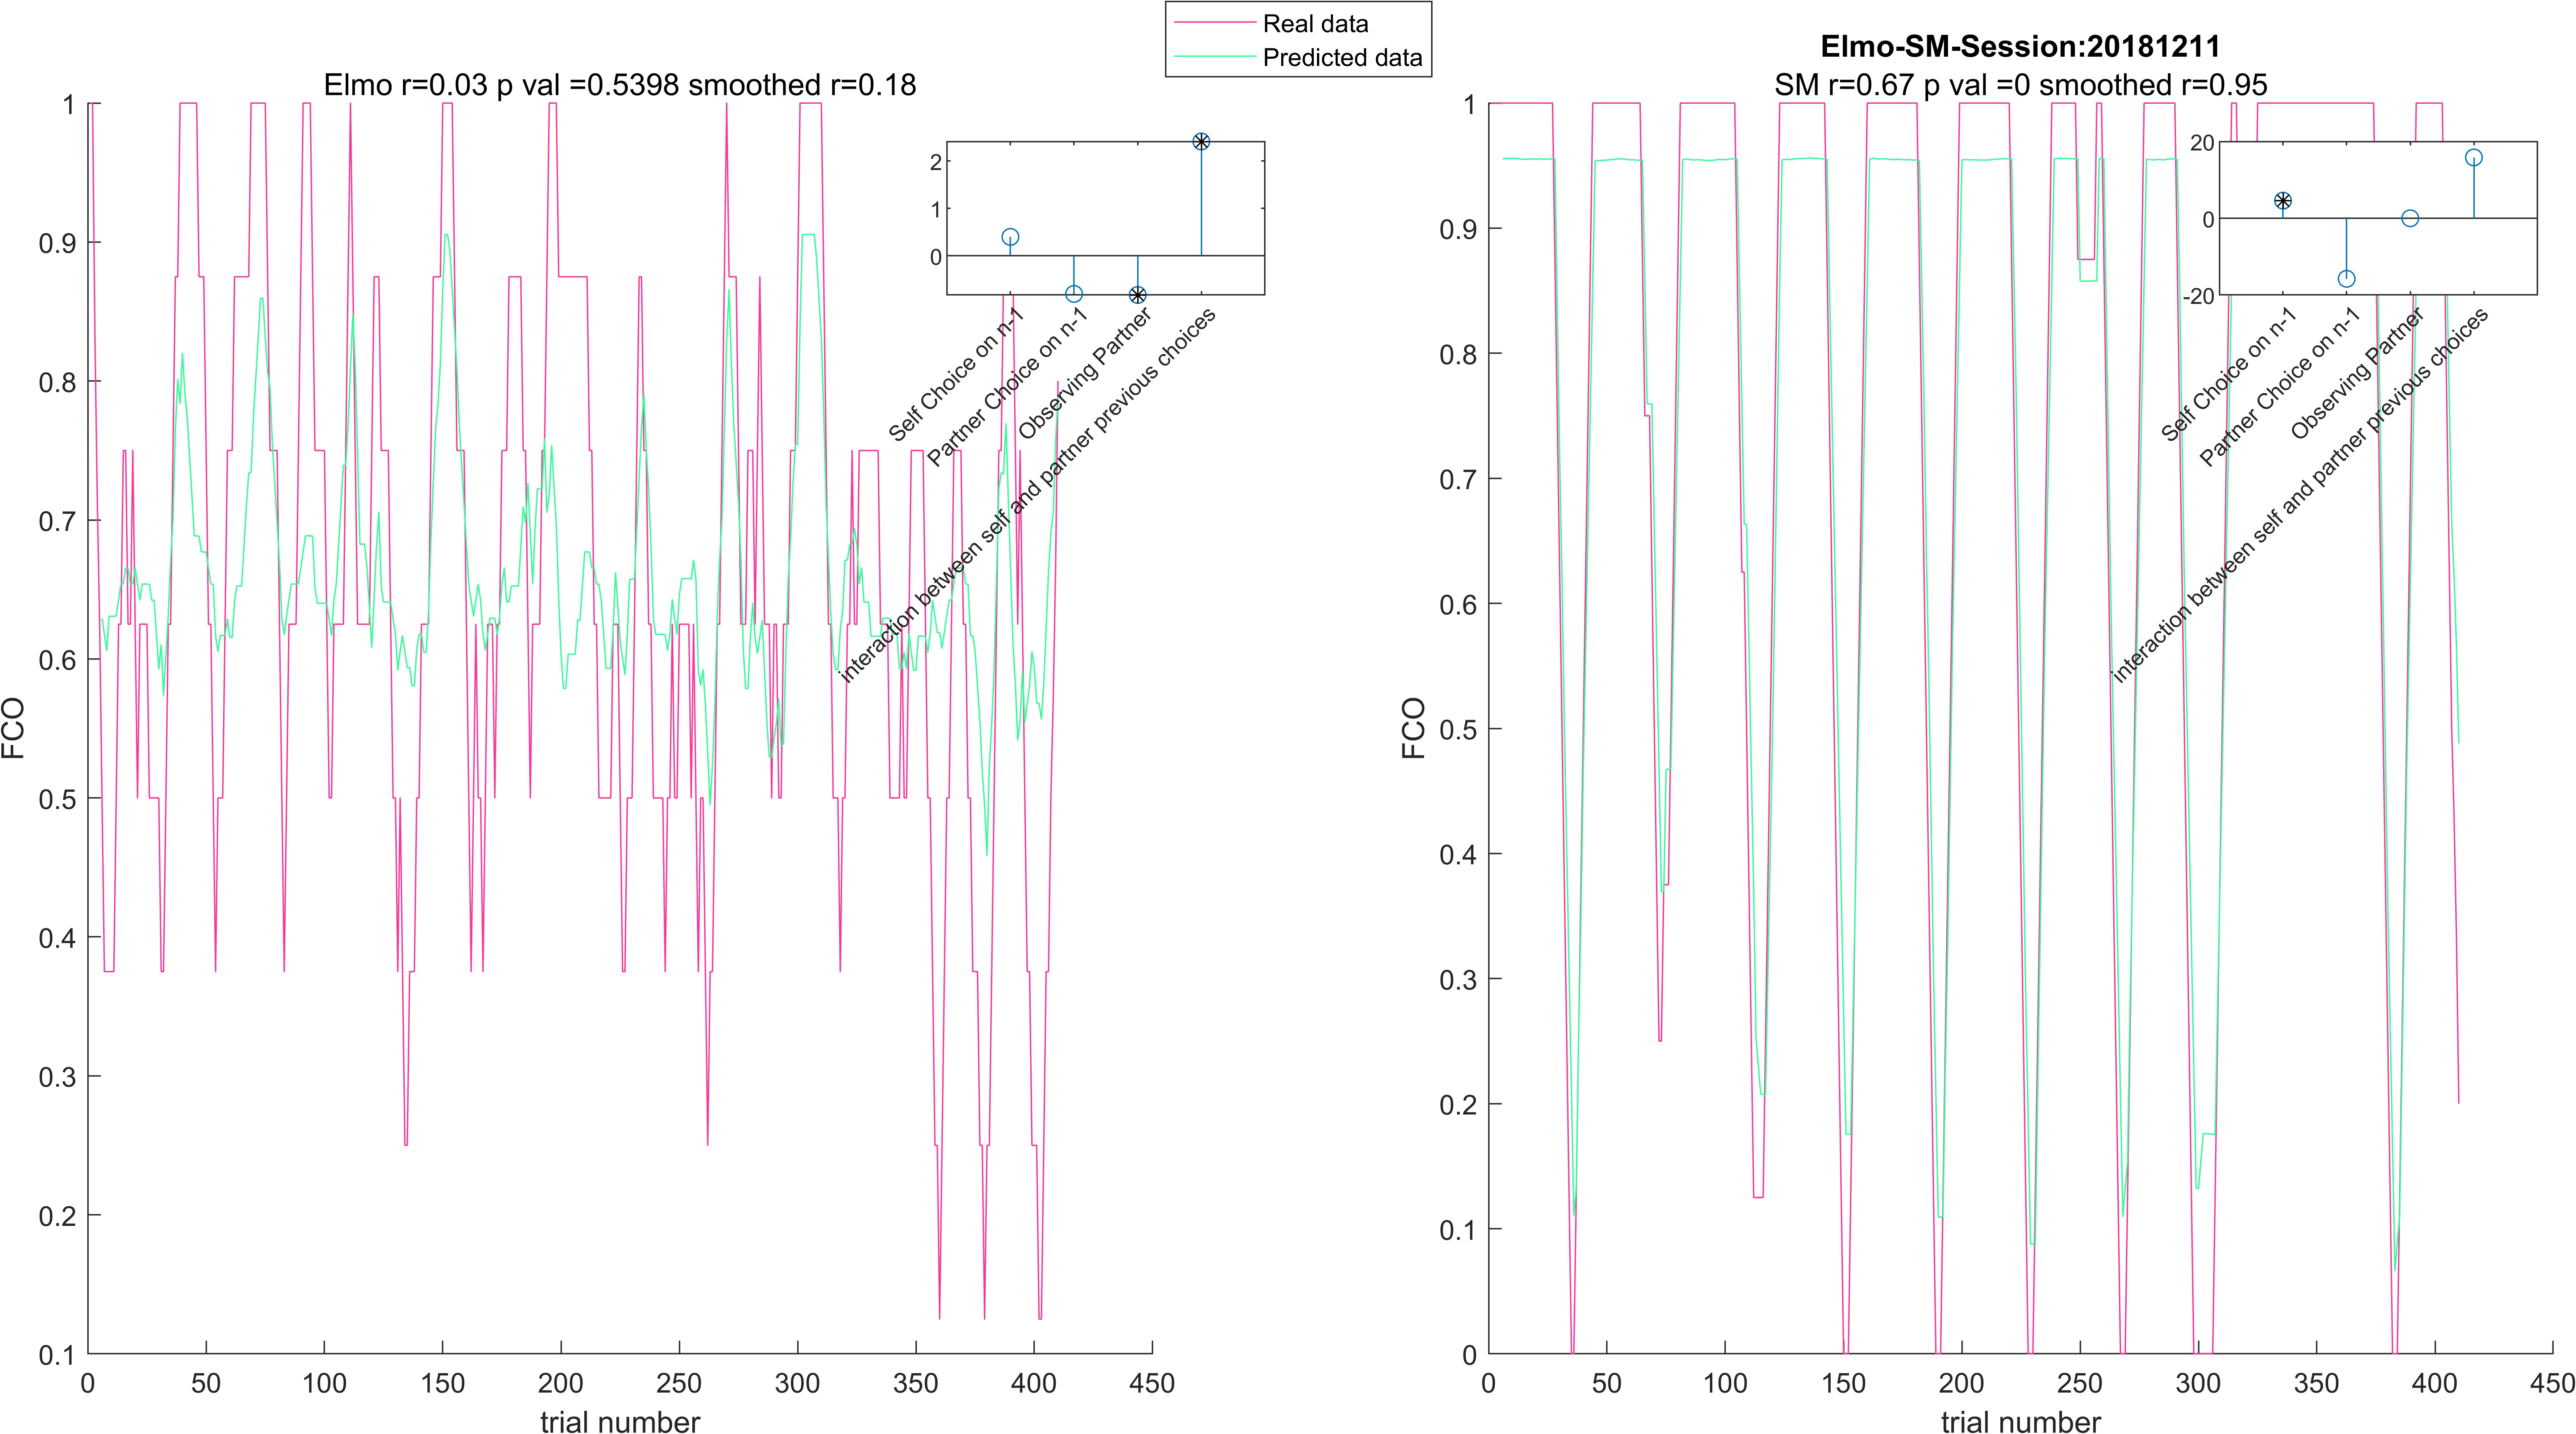 Real data
Predicted data
Elmo r=0.03 p val =0.5398 smoothed r=0.18
1
0.9
0.8
0.7
0.6
0.5
0.4
0.3
0.2
0.1
FCO
0 50 100 150 200 250 300 350 400 450
trial number
2
1
0
Self Choice on n-1
Partner Choice on n-1
Observing Partner
interaction between self and partner previous choices
Elmo-SM-Session:20181211
SM r=0.67 p val =0 smoothed r=0.95
1
0.9
0.8
0.7
0.6
0.5
0.4
0.3
0.2
0.1
0
FCO
0 50 100 150 200 250 300 350 400 450
trial number
20
0
-20
Self Choice on n-1
Partner Choice on n-1
Observing Partner
interaction between self and partner previous choices